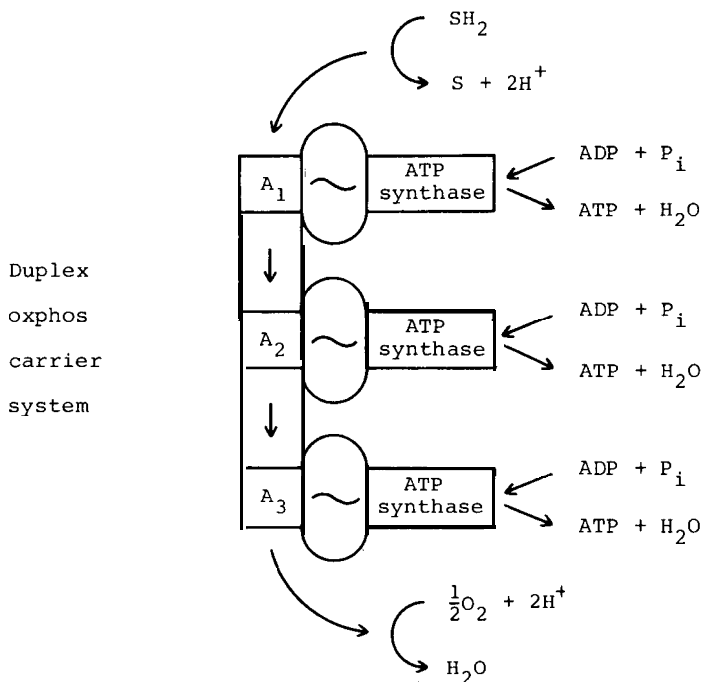 SH₂
S + 2H⁺
A₁
~
ATP
synthase
ADP + Pᵢ
ATP + H₂O
Duplex
oxphos
carrier
system
A₂
~
ATP
synthase
ADP + Pᵢ
ATP + H₂O
A₃
~
ATP
synthase
ADP + Pᵢ
ATP + H₂O
½O₂ + 2H⁺
H₂O